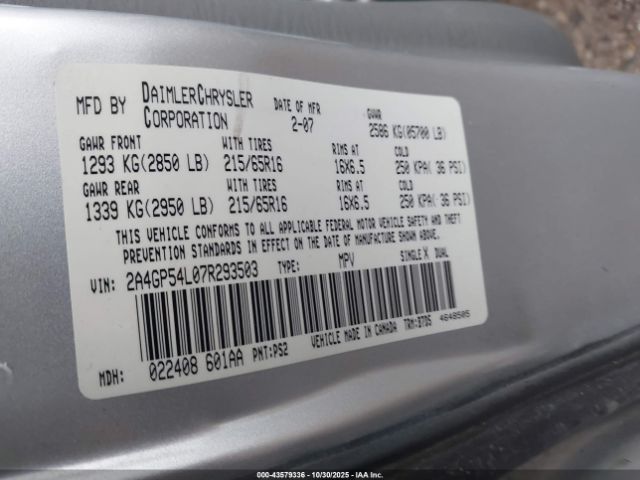 MFD BY DAIMLERCHRYSLER CORPORATION DATE OF MFR 2-07 GVWR 2586 KG(05700 LB)
GAWR FRONT WITH TIRES RIMS AT COLD
1293 KG(2850 LB) 215/65R16 16X6.5 250 KPA( 36 PSI)
GAWR REAR WITH TIRES RIMS AT COLD
1339 KG(2950 LB) 215/65R16 16X6.5 250 KPA( 36 PSI)
THIS VEHICLE CONFORMS TO ALL APPLICABLE FEDERAL MOTOR VEHICLE SAFETY AND THEFT
PREVENTION STANDARDS IN EFFECT ON THE DATE OF MANUFACTURE SHOWN ABOVE.
VIN: 2A4GP54L07R293503 TYPE: MPV SINGLE X DUAL
MDH: 022408 601AA PNT:PS2 VEHICLE MADE IN CANADA TRM:B7D5 4648505
© 43579336 - 10/30/2025 - IAA Inc.